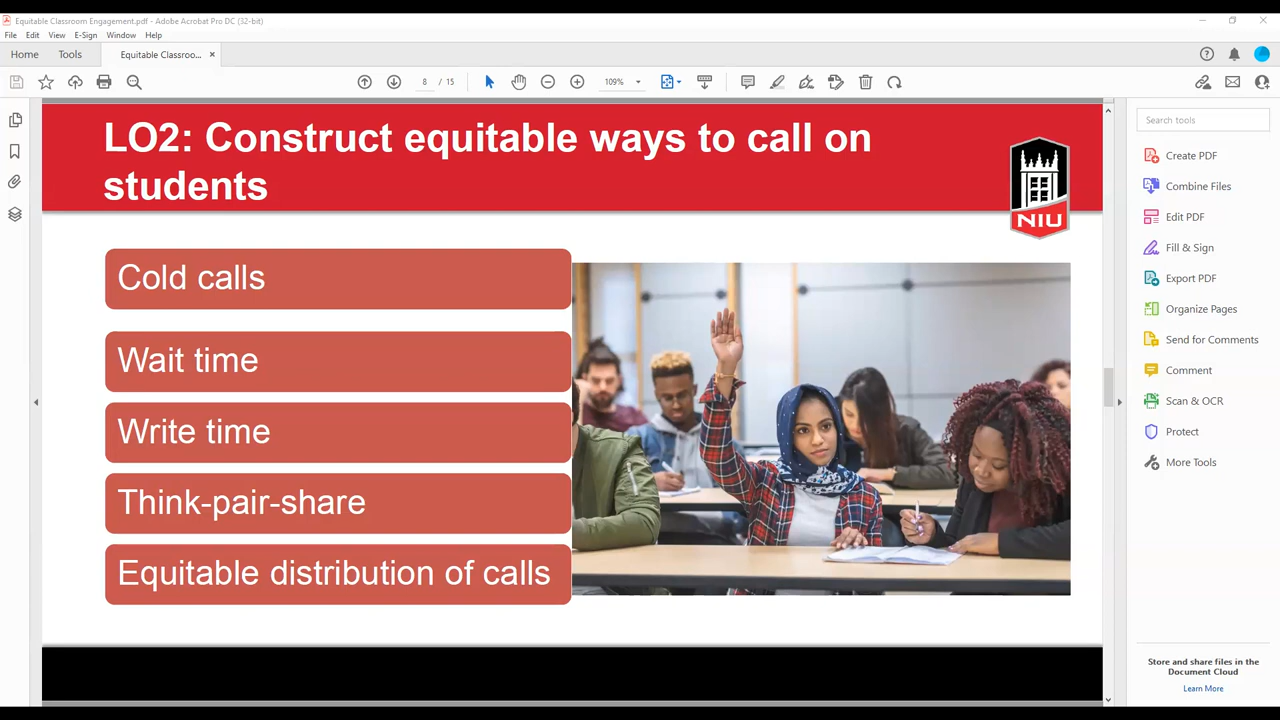 Equitable Classroom Engagement.pdf - Adobe Acrobat Pro DC (32-bit)
File Edit View E-Sign Window Help
Home Tools Equitable Classroo... ×
8 / 15 109%
LO2: Construct equitable ways to call on
students
NIU
Cold calls
Wait time
Write time
Think-pair-share
Equitable distribution of calls
Search tools
Create PDF
Combine Files
Edit PDF
Fill & Sign
Export PDF
Organize Pages
Send for Comments
Comment
Scan & OCR
Protect
More Tools
Store and share files in the
Document Cloud
Learn More